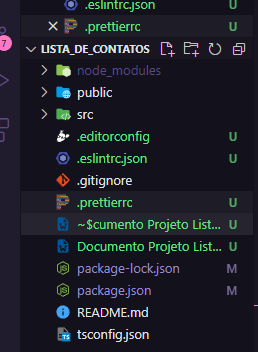 .eslintrc.json U
.prettierrc U
LISTA_DE_CONTATOS
node_modules
public
src
.editorconfig U
.eslintrc.json U
.gitignore
.prettierrc U
~$cumento Projeto List... U
Documento Projeto List... U
package-lock.json M
package.json M
README.md
tsconfig.json